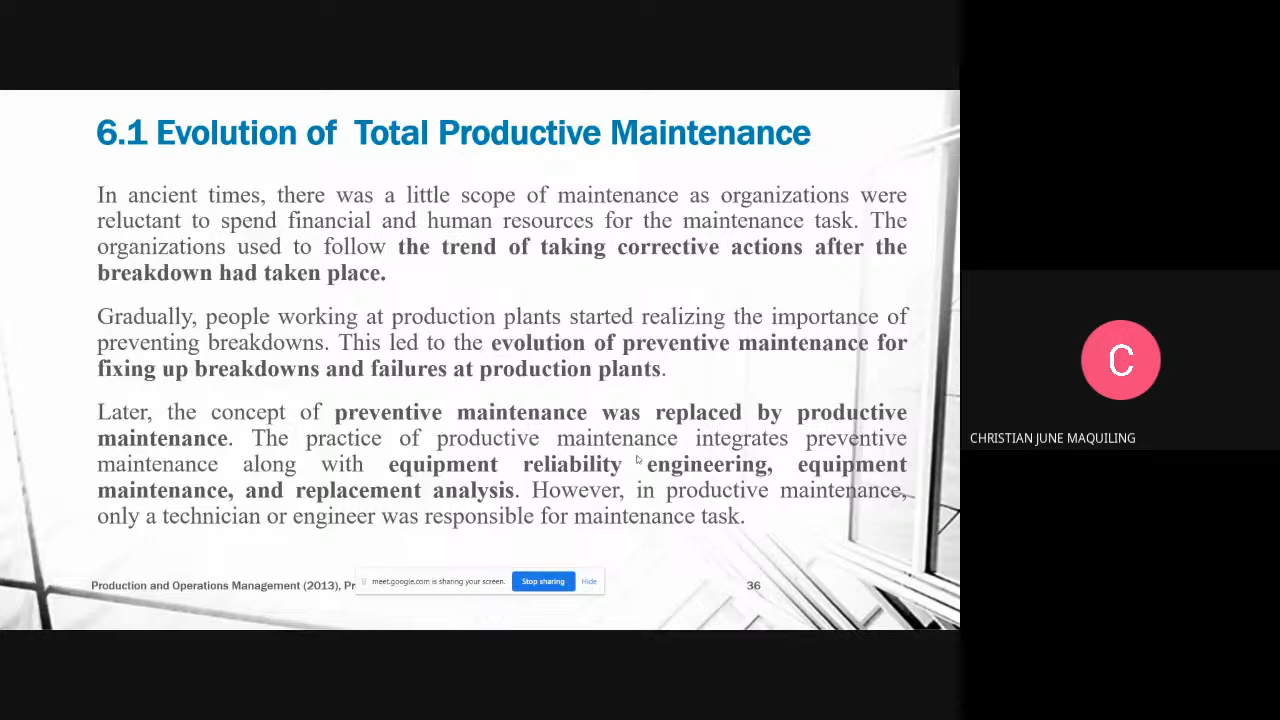 6.1 Evolution of Total Productive Maintenance
In ancient times, there was a little scope of maintenance as organizations were
reluctant to spend financial and human resources for the maintenance task. The
organizations used to follow the trend of taking corrective actions after the
breakdown had taken place.
Gradually, people working at production plants started realizing the importance of
preventing breakdowns. This led to the evolution of preventive maintenance for
fixing up breakdowns and failures at production plants.
Later, the concept of preventive maintenance was replaced by productive
maintenance. The practice of productive maintenance integrates preventive
maintenance along with equipment reliability engineering, equipment
maintenance, and replacement analysis. However, in productive maintenance,
only a technician or engineer was responsible for maintenance task.
Production and Operations Management (2013), Pr
meet.google.com is sharing your screen. Stop sharing Hide
36
C
CHRISTIAN JUNE MAQUILING